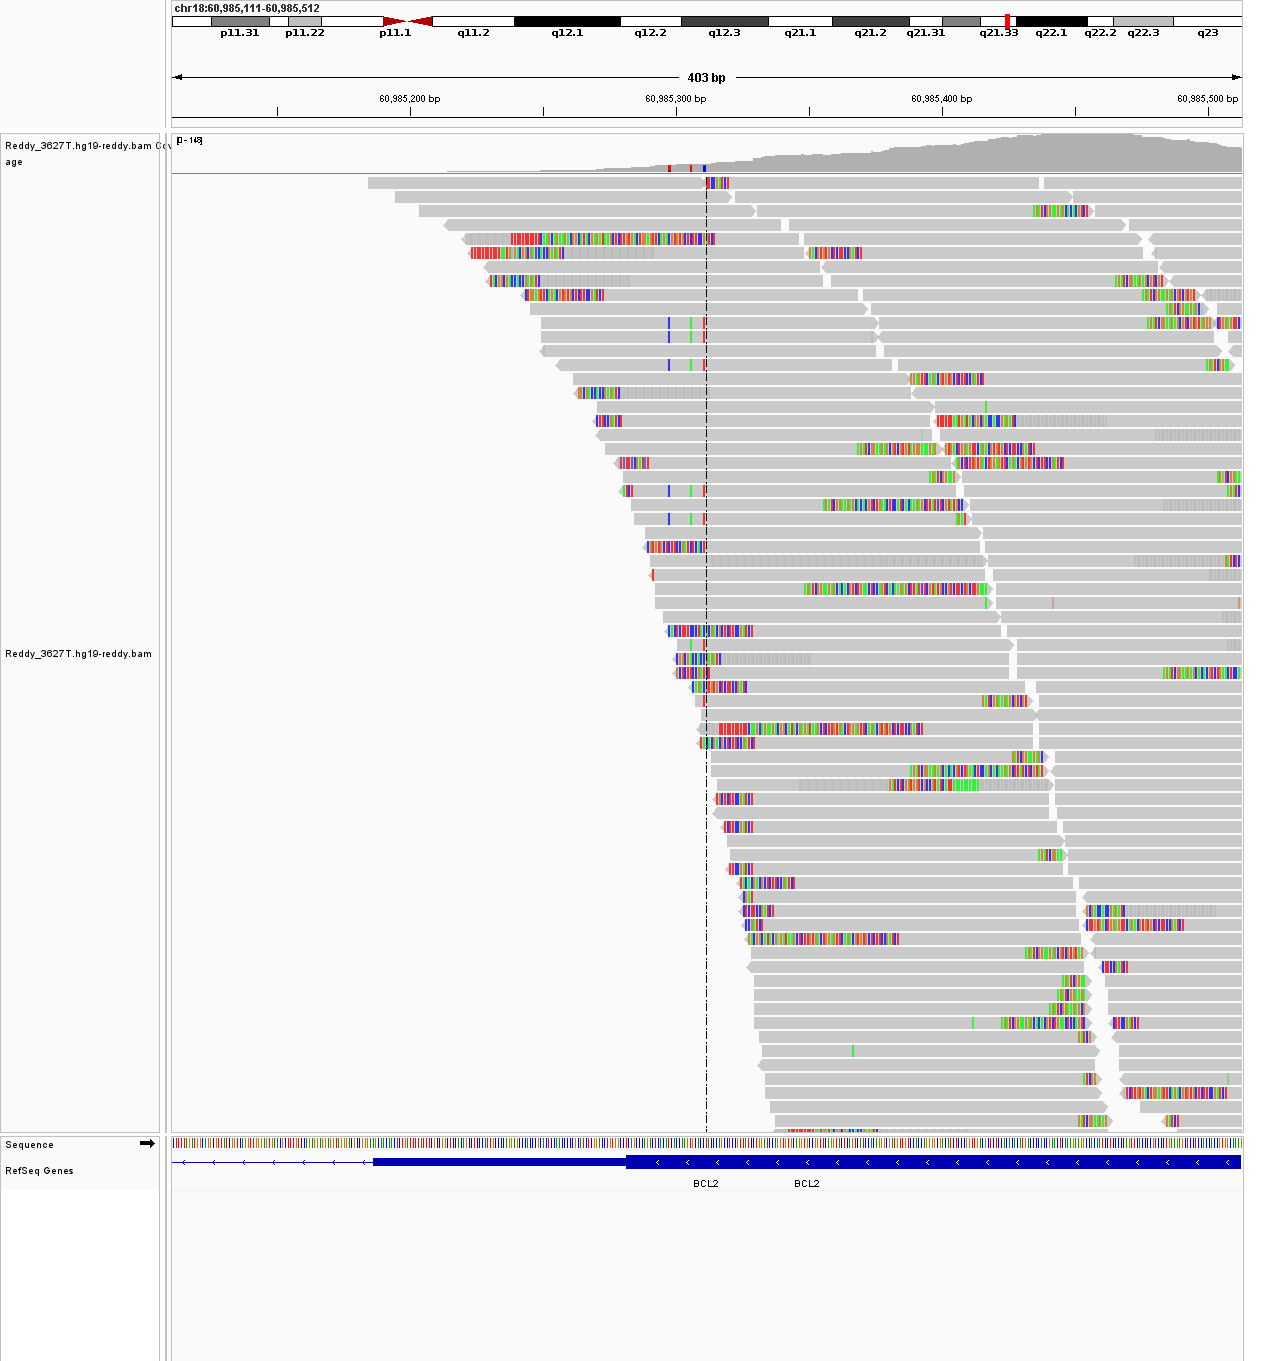 chr18:60,985,111-60,985,512
p11.31 p11.22 p11.1 q11.2 q12.1 q12.2 q12.3 q21.1 q21.2 q21.31 q21.33 q22.1 q22.2 q22.3 q23
403 bp
60,985,200 bp 60,985,300 bp 60,985,400 bp 60,985,500 bp
Reddy_3627T.hg19-reddy.bam Cov
age
[0 - 148]
Reddy_3627T.hg19-reddy.bam
Sequence
RefSeq Genes
BCL2 BCL2